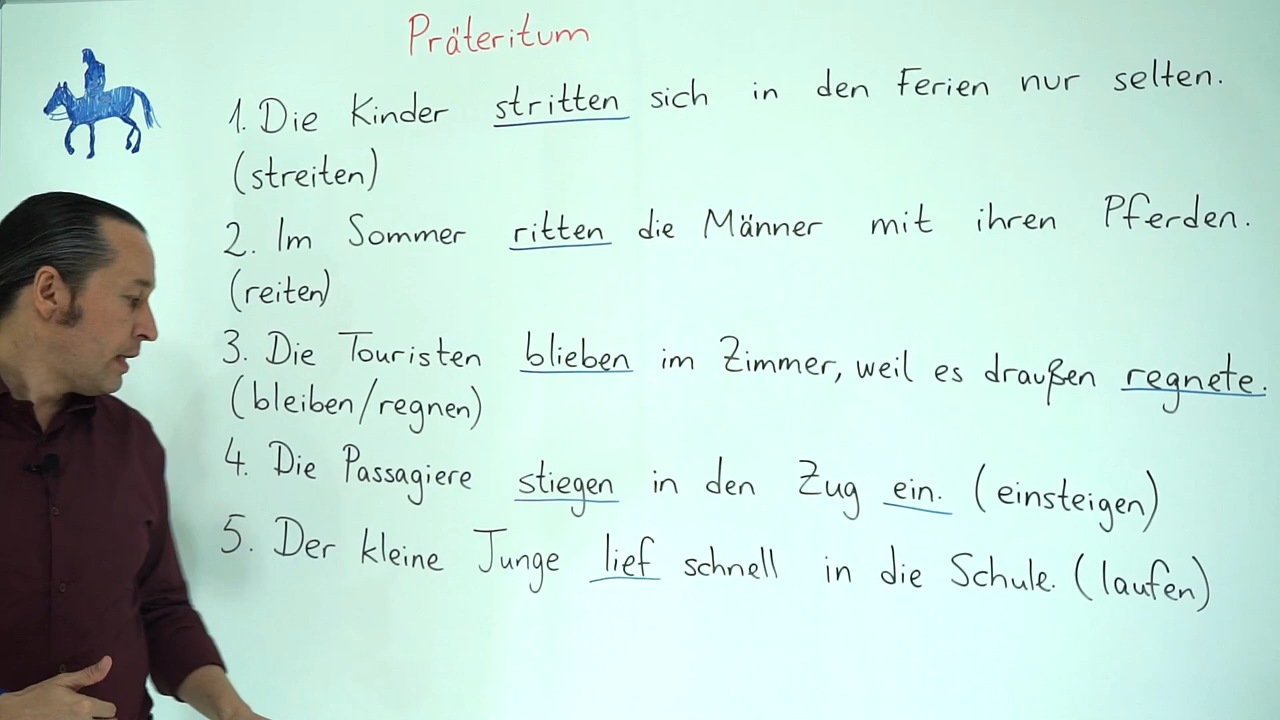 Präteritum
1. Die Kinder stritten sich in den Ferien nur selten.
(streiten)
2. Im Sommer ritten die Männer mit ihren Pferden.
(reiten)
3. Die Touristen blieben im Zimmer, weil es draußen regnete.
(bleiben/regnen)
4. Die Passagiere stiegen in den Zug ein. (einsteigen)
5. Der kleine Junge lief schnell in die Schule. (laufen)